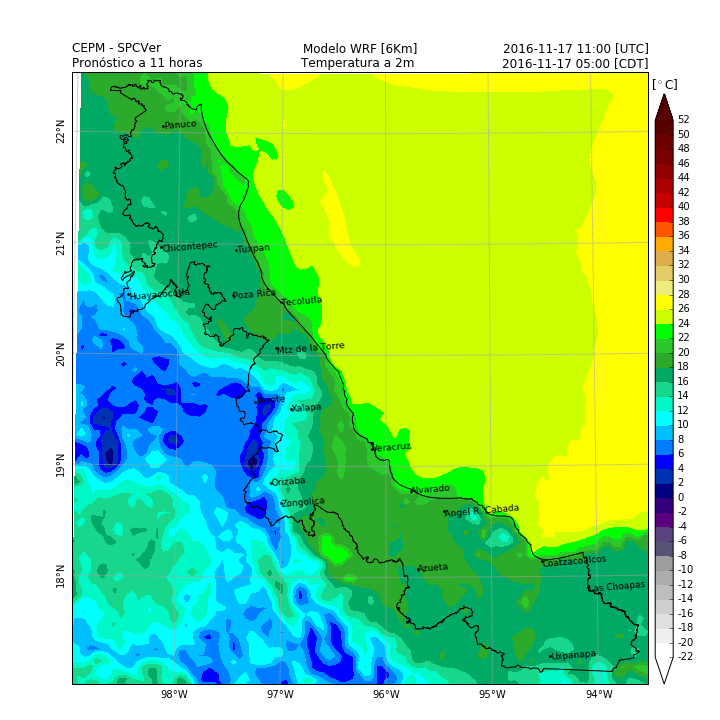 CEPM - SPCVer
Modelo WRF [6Km]
2016-11-17 11:00 [UTC]
Pronóstico a 11 horas
Temperatura a 2m
2016-11-17 05:00 [CDT]
[°C]
52
50
48
46
44
42
40
38
36
34
32
30
28
26
24
22
20
18
16
14
12
10
8
6
4
2
0
-2
-4
-6
-8
-10
-12
-14
-16
-18
-20
-22
22°N
21°N
20°N
19°N
18°N
Panuco
Chicontepec
Tuxpan
Huayacocotla
Poza Rica
Tecolutla
Mtz de la Torre
Perote
Xalapa
Veracruz
Orizaba
Alvarado
Zongolica
Angel R. Cabada
Azueta
Coatzacoalcos
Las Choapas
Uxpanapa
98°W
97°W
96°W
95°W
94°W